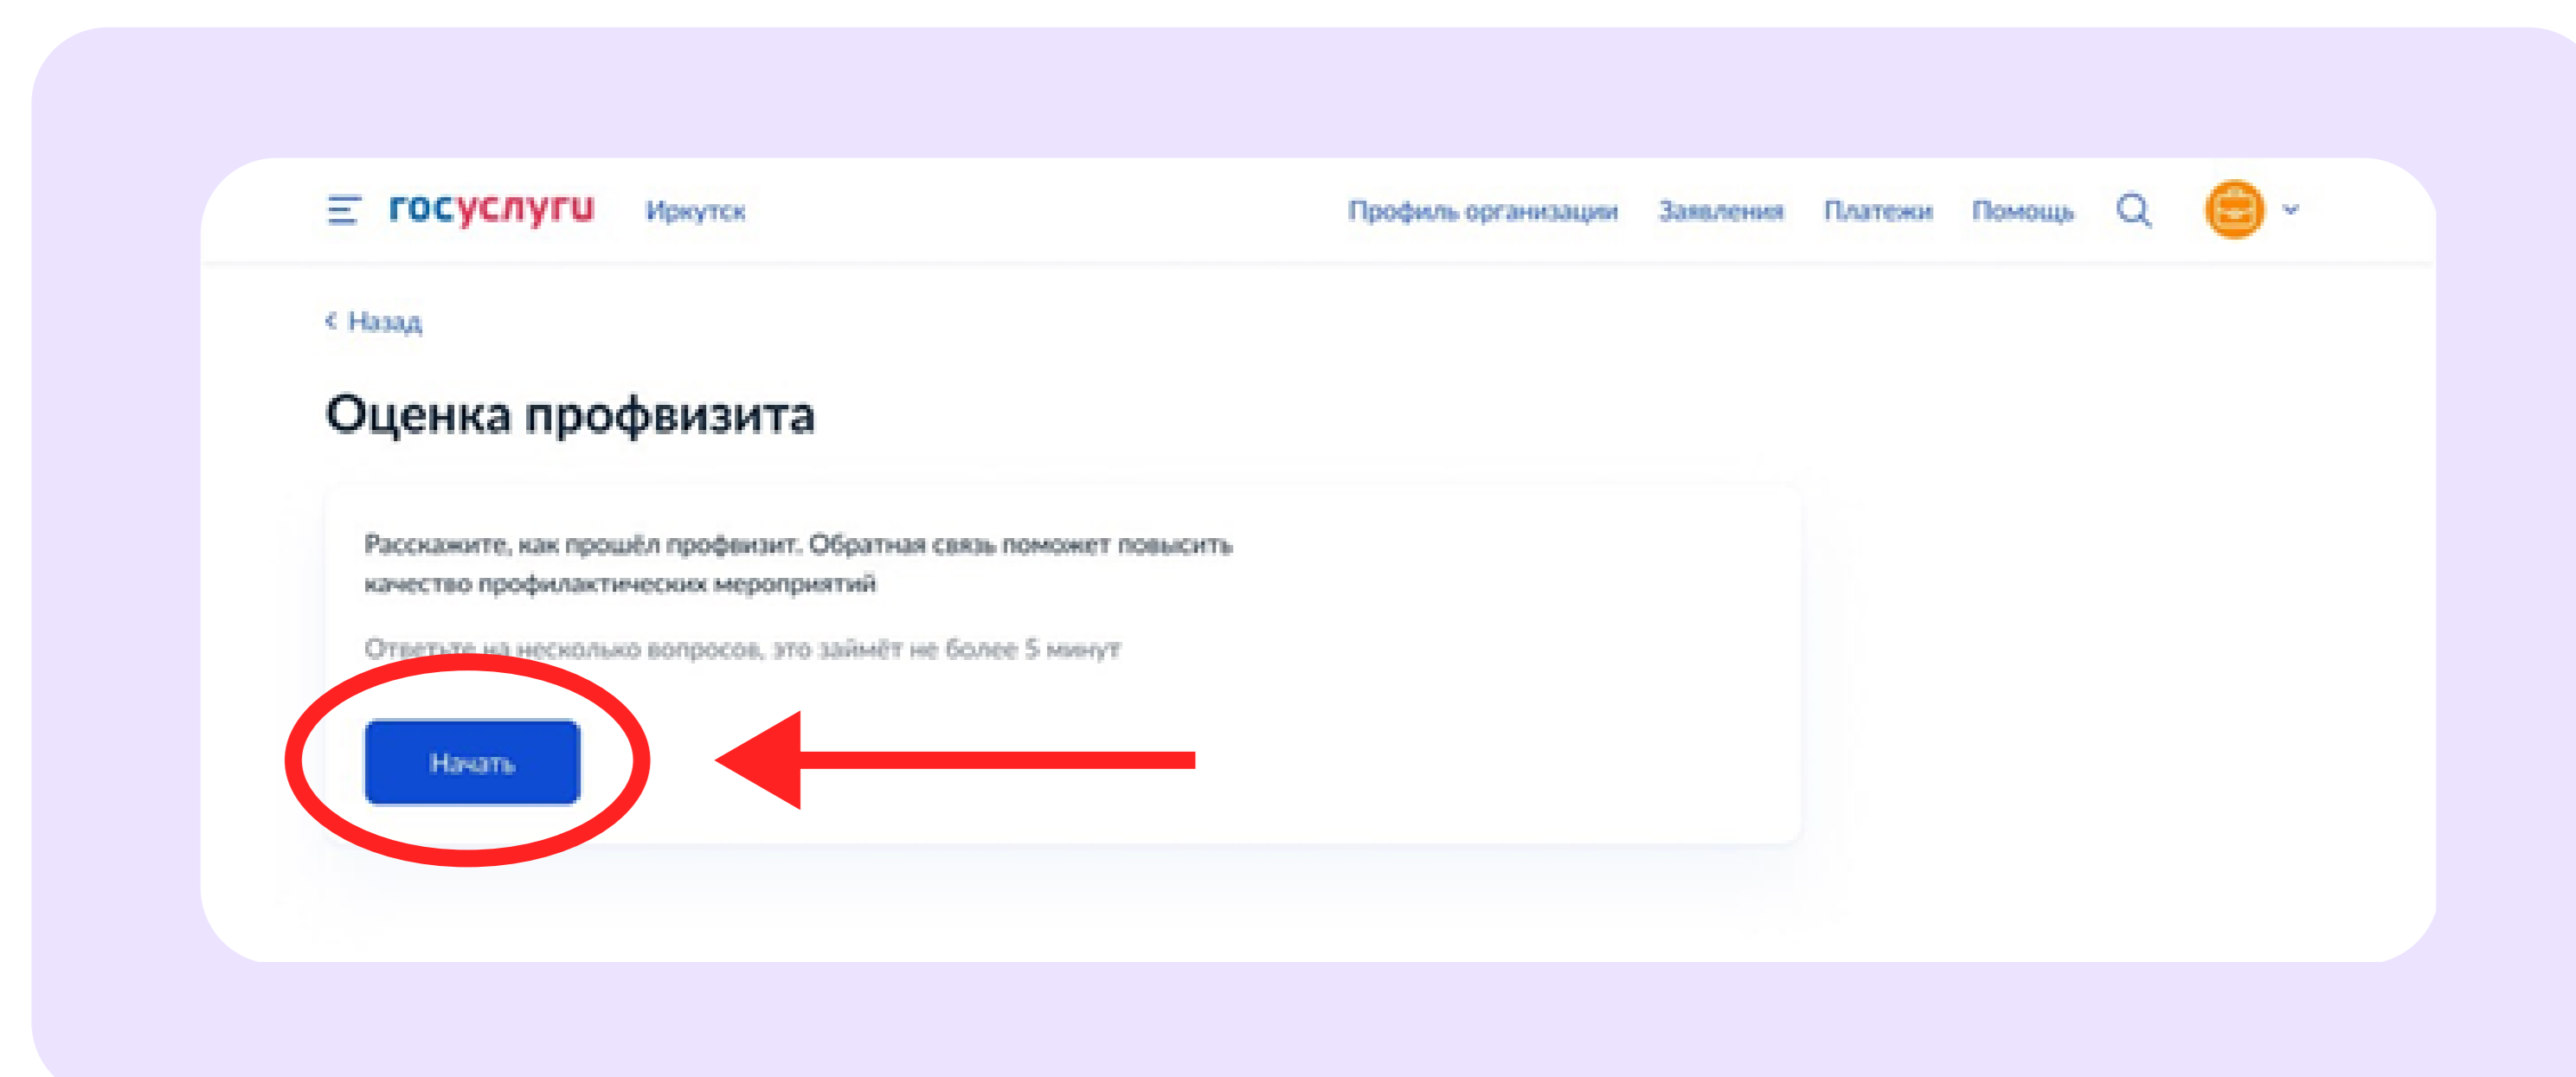 госуслуги Иркутск Профиль организации Заявления Платежи Помощь
Назад
Оценка профвизита
Расскажите, как прошёл профвизит. Обратная связь поможет повысить
качество профилактических мероприятий
Ответьте на несколько вопросов, это займёт не более 5 минут
Начать